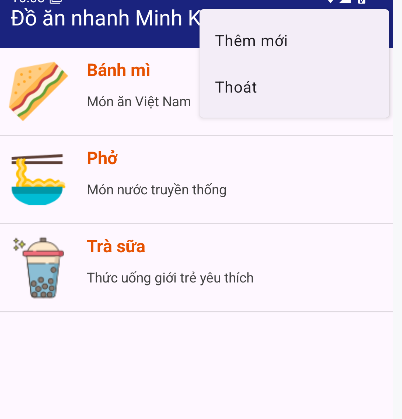 Đồ ăn nhanh Minh K
Thêm mới
Thoát
Bánh mì
Món ăn Việt Nam
Phở
Món nước truyền thống
Trà sữa
Thức uống giới trẻ yêu thích